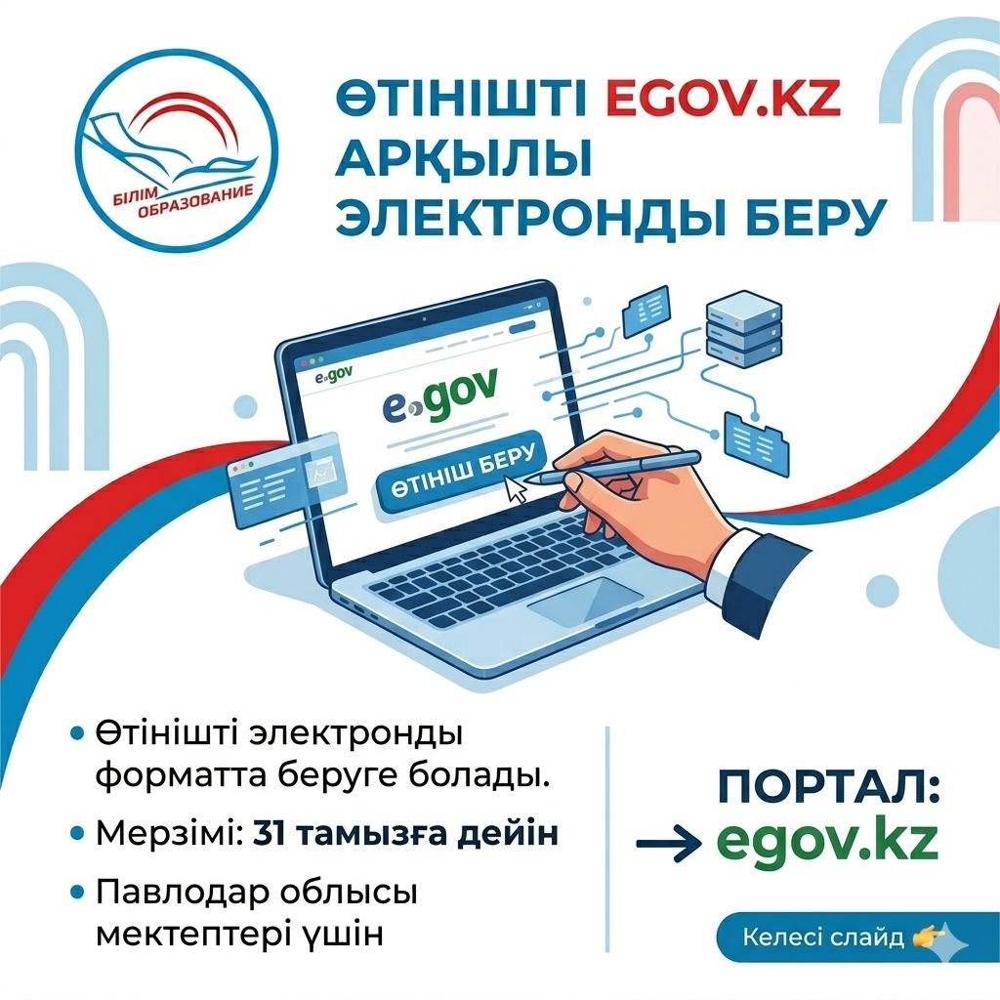 БІЛІМ
ОБРАЗОВАНИЕ
ӨТІНІШТІ EGOV.KZ
АРҚЫЛЫ
ЭЛЕКТРОНДЫ БЕРУ
e.gov
e.gov
ӨТІНІШ БЕРУ
• Өтінішті электронды
форматта беруге болады.
• Мерзімі: 31 тамызға дейін
• Павлодар облысы
мектептері үшін
ПОРТАЛ:
→ egov.kz
Келесі слайд 👉